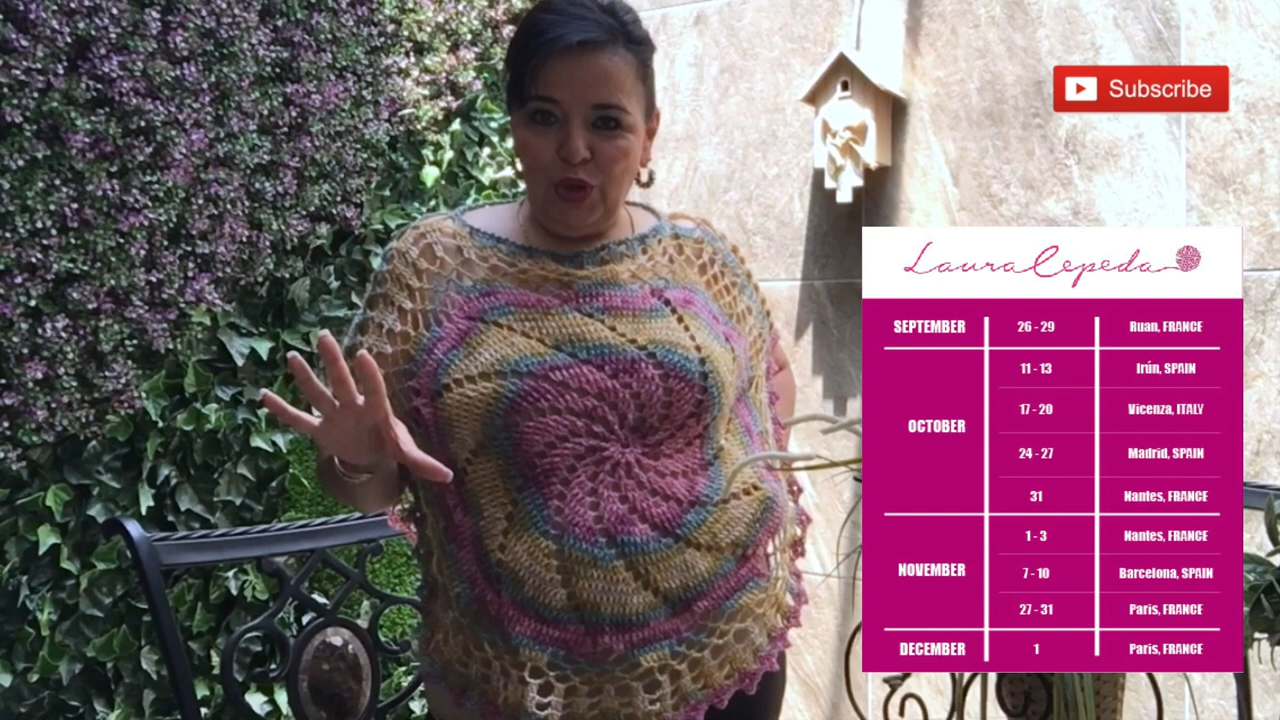 Subscribe
Laura Cepeda
SEPTEMBER 26 - 29 Ruan, FRANCE
OCTOBER
11 - 13 Irún, SPAIN
17 - 20 Vicenza, ITALY
24 - 27 Madrid, SPAIN
31 Nantes, FRANCE
NOVEMBER
1 - 3 Nantes, FRANCE
7 - 10 Barcelona, SPAIN
27 - 31 Paris, FRANCE
DECEMBER 1 Paris, FRANCE